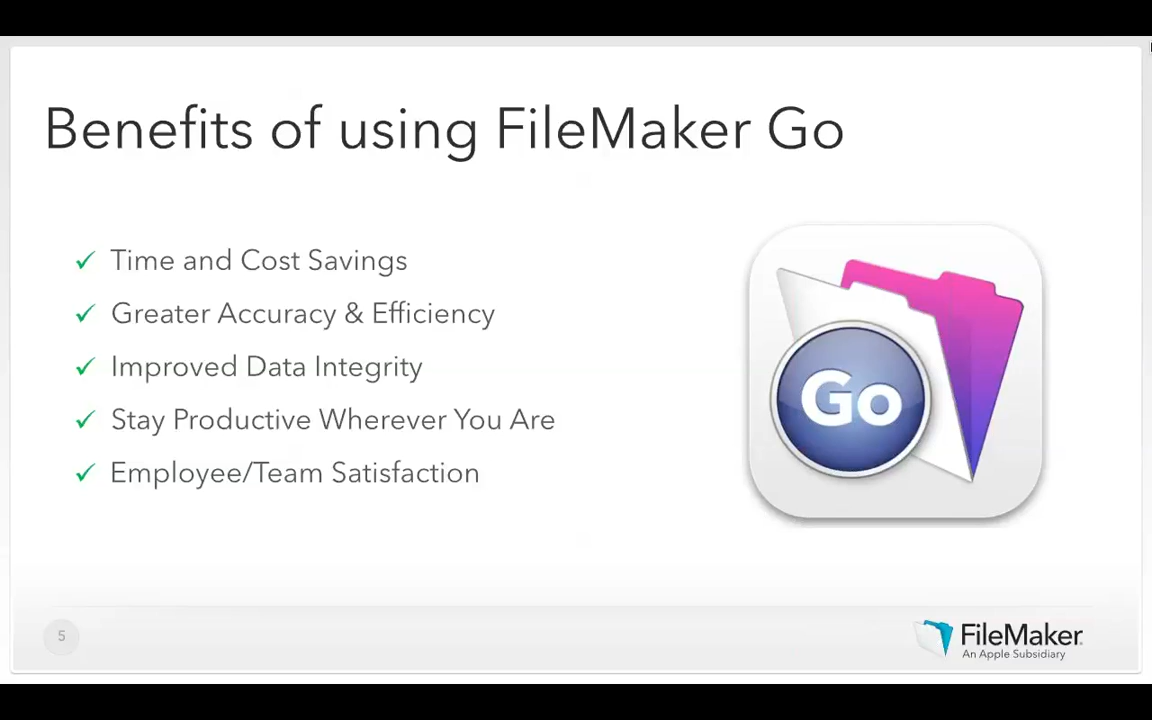 Benefits of using FileMaker Go
✓ Time and Cost Savings
✓ Greater Accuracy & Efficiency
✓ Improved Data Integrity
✓ Stay Productive Wherever You Are
✓ Employee/Team Satisfaction
Go
5
FileMaker
An Apple Subsidiary